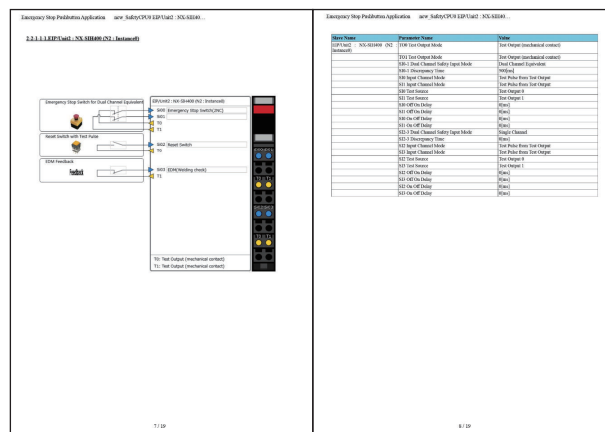 Emergency Stop Pushbutton Application new_SafetyCPU0 EIP/Unit2 : NX-SIH40...
2-2-1-1-1.EIP/Unit2 : NX-SIH400 (N2 : Instance0)
Emergency Stop Switch for Dual Channel Equivalent
EIP/Unit2 : NX-SIH400 (N2 : Instance0)
SI00 Emergency Stop Switch(2NC)
SI01
T0
T1
Reset Switch with Test Pulse
SI02 Reset Switch
T0
EDM Feedback
Feedback
SI03 EDM(Welding check)
T1
T0: Test Output (mechanical contact)
T1: Test Output (mechanical contact)
7 / 19
Emergency Stop Pushbutton Application new_SafetyCPU0 EIP/Unit2 : NX-SIH40...
Slave Name Parameter Name Value
EIP/Unit2 : NX-SIH400 (N2 : Instance0) TO0 Test Output Mode Test Output (mechanical contact)
TO1 Test Output Mode Test Output (mechanical contact)
SI0-1 Dual Channel Safety Input Mode Dual Channel Equivalent
SI0-1 Discrepancy Time 500[ms]
SI0 Input Channel Mode Test Pulse from Test Output
SI1 Input Channel Mode Test Pulse from Test Output
SI0 Test Source Test Output 0
SI1 Test Source Test Output 1
SI0 Off On Delay 0[ms]
SI1 Off On Delay 0[ms]
SI0 On Off Delay 0[ms]
SI1 On Off Delay 0[ms]
SI2-3 Dual Channel Safety Input Mode Single Channel
SI2-3 Discrepancy Time 0[ms]
SI2 Input Channel Mode Test Pulse from Test Output
SI3 Input Channel Mode Test Pulse from Test Output
SI2 Test Source Test Output 0
SI3 Test Source Test Output 1
SI2 Off On Delay 0[ms]
SI3 Off On Delay 0[ms]
SI2 On Off Delay 0[ms]
SI3 On Off Delay 0[ms]
8 / 19